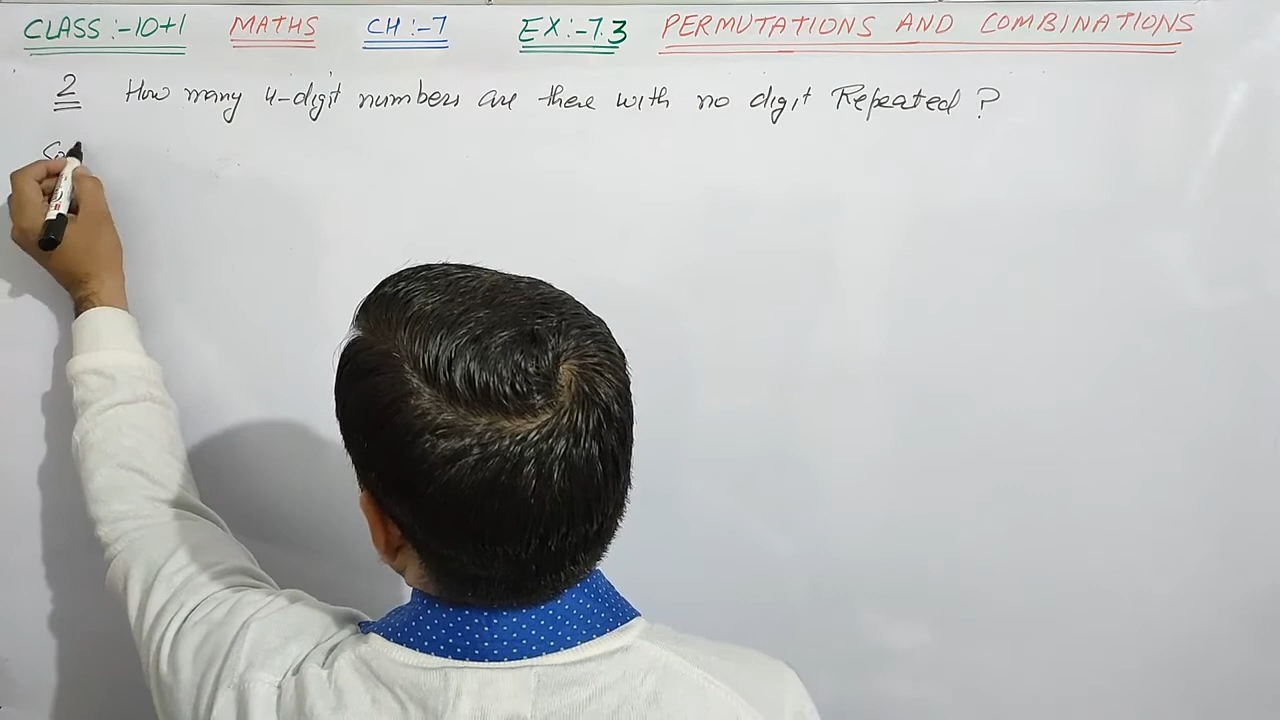 CLASS:-10+1 MATHS CH:-7 EX:-7.3 PERMUTATIONS AND COMBINATIONS
2 How many 4-digit numbers are there with no digit Repeated ?